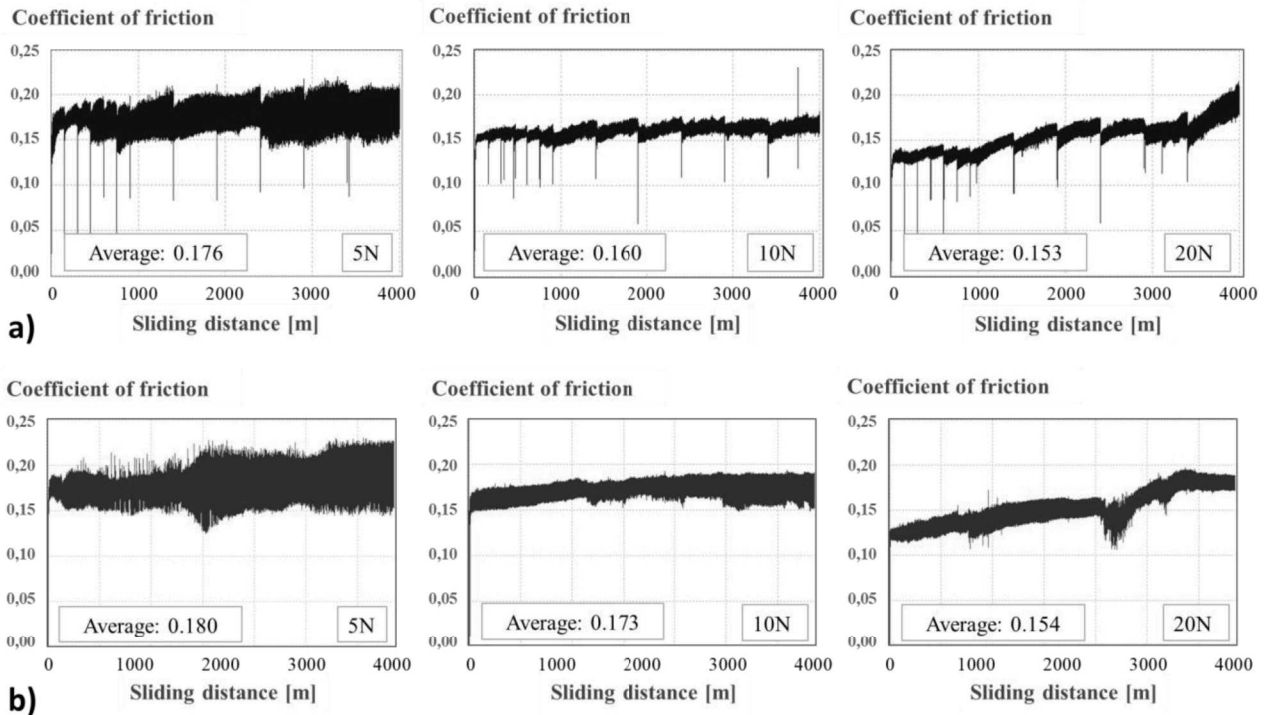 Coefficient of friction
0,25
0,20
0,15
0,10
0,05
0,00
Average: 0.176
5N
0 1000 2000 3000 4000
Sliding distance [m]
Coefficient of friction
0,25
0,20
0,15
0,10
0,05
0,00
Average: 0.160
10N
0 1000 2000 3000 4000
Sliding distance [m]
Coefficient of friction
0,25
0,20
0,15
0,10
0,05
0,00
Average: 0.153
20N
0 1000 2000 3000 4000
Sliding distance [m]
a)
Coefficient of friction
0,25
0,20
0,15
0,10
0,05
0,00
Average: 0.180
5N
0 1000 2000 3000 4000
Sliding distance [m]
Coefficient of friction
0,25
0,20
0,15
0,10
0,05
0,00
Average: 0.173
10N
0 1000 2000 3000 4000
Sliding distance [m]
Coefficient of friction
0,25
0,20
0,15
0,10
0,05
0,00
Average: 0.154
20N
0 1000 2000 3000 4000
Sliding distance [m]
b)